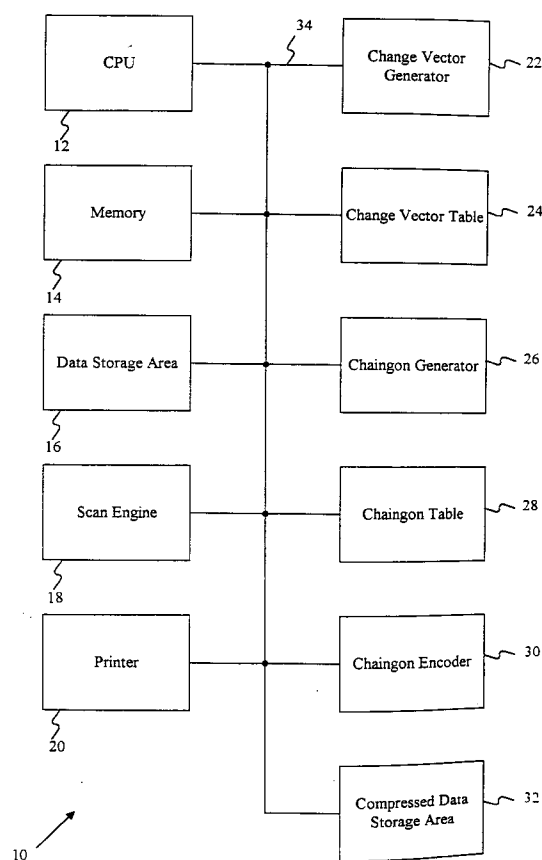 34
CPU
Change Vector
Generator
22
12
Memory
Change Vector Table
24
14
Data Storage Area
Chaingon Generator
26
16
Scan Engine
Chaingon Table
28
18
Printer
Chaingon Encoder
30
20
Compressed Data
Storage Area
32
10